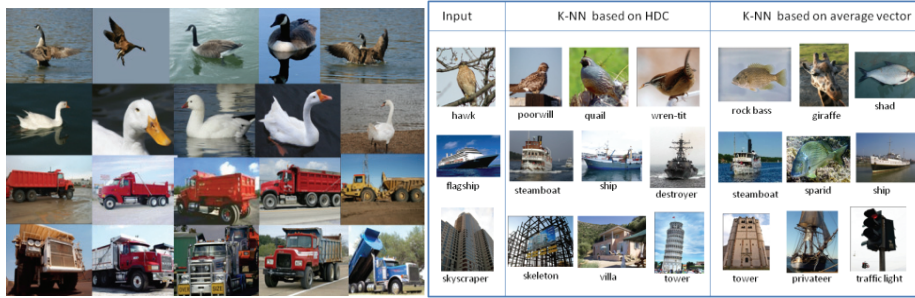 Input
K-NN based on HDC
K-NN based on average vector
hawk
poorwill
quail
wren-tit
rock bass
giraffe
shad
flagship
steamboat
ship
destroyer
steamboat
sparid
ship
skyscraper
skeleton
villa
tower
tower
privateer
traffic light